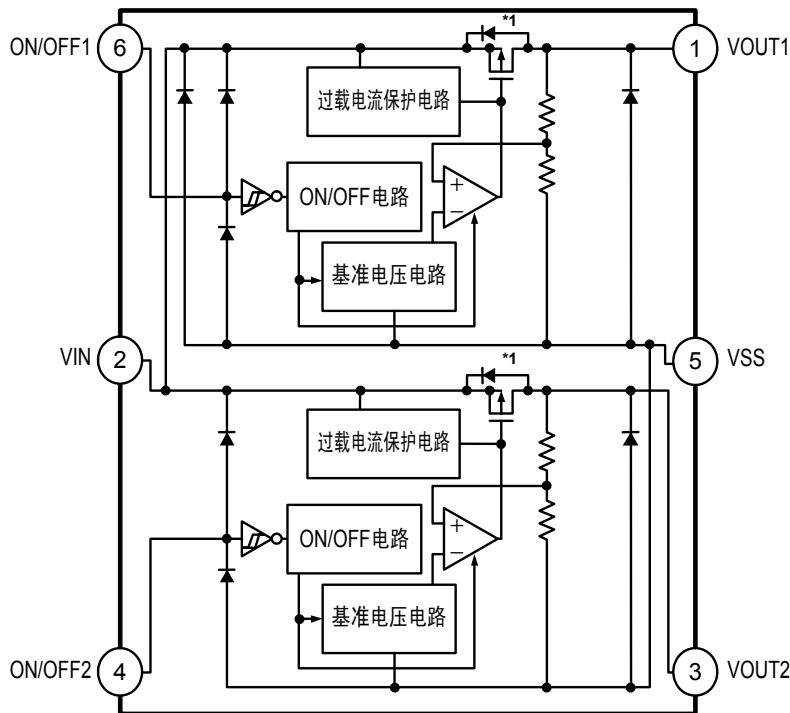 ON/OFF1 6
*1
1 VOUT1
过载电流保护电路
+
−
ON/OFF电路
基准电压电路
VIN 2
5 VSS
*1
过载电流保护电路
+
−
ON/OFF电路
基准电压电路
ON/OFF2 4
3 VOUT2